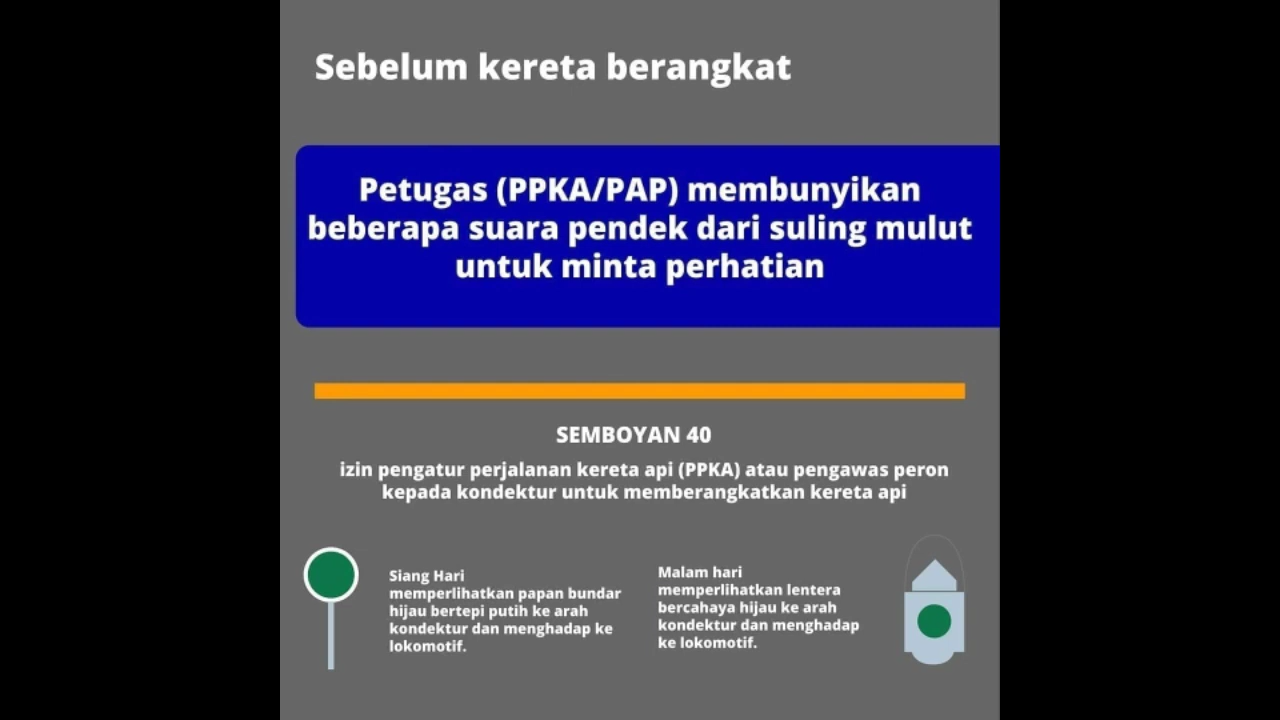 Sebelum kereta berangkat
Petugas (PPKA/PAP) membunyikan
beberapa suara pendek dari suling mulut
untuk minta perhatian
SEMBOYAN 40
izin pengatur perjalanan kereta api (PPKA) atau pengawas peron
kepada kondektur untuk memberangkatkan kereta api
Siang Hari
memperlihatkan papan bundar
hijau bertepi putih ke arah
kondektur dan menghadap ke
lokomotif.
Malam hari
memperlihatkan lentera
bercahaya hijau ke arah
kondektur dan menghadap
ke lokomotif.